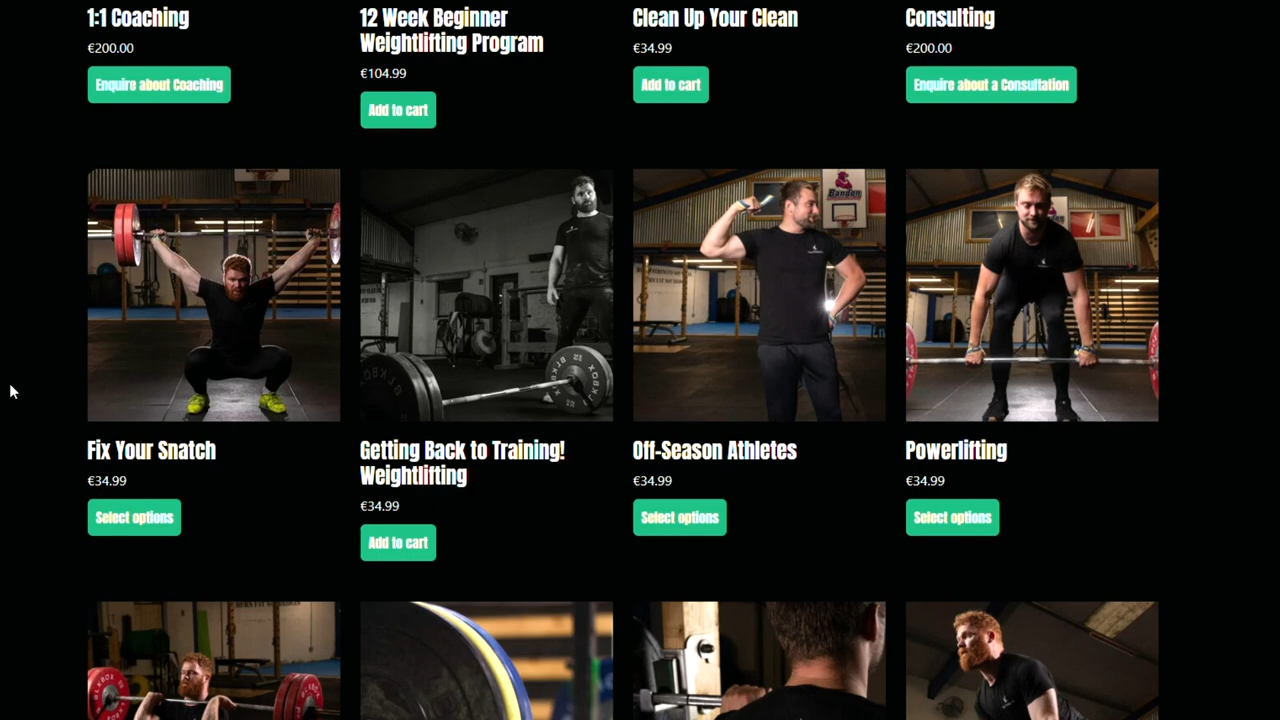 1:1 Coaching
€200.00
Enquire about Coaching
12 Week Beginner
Weightlifting Program
€104.99
Add to cart
Clean Up Your Clean
€34.99
Add to cart
Consulting
€200.00
Enquire about a Consultation
Bandon
Fix Your Snatch
€34.99
Select options
BLKBOX
Getting Back to Training!
Weightlifting
€34.99
Add to cart
Off-Season Athletes
€34.99
Select options
Powerlifting
€34.99
Select options